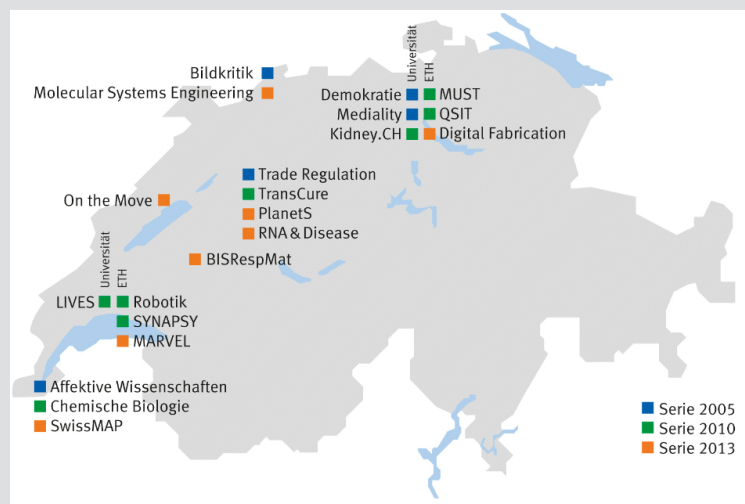 Bildkritik
Molecular Systems Engineering
Universität
ETH
Demokratie
MUST
Mediality
QSIT
Kidney.CH
Digital Fabrication
Trade Regulation
TransCure
PlanetS
RNA & Disease
On the Move
BISRespMat
Universität
ETH
LIVES
Robotik
SYNAPSY
MARVEL
Affektive Wissenschaften
Chemische Biologie
SwissMAP
Serie 2005
Serie 2010
Serie 2013